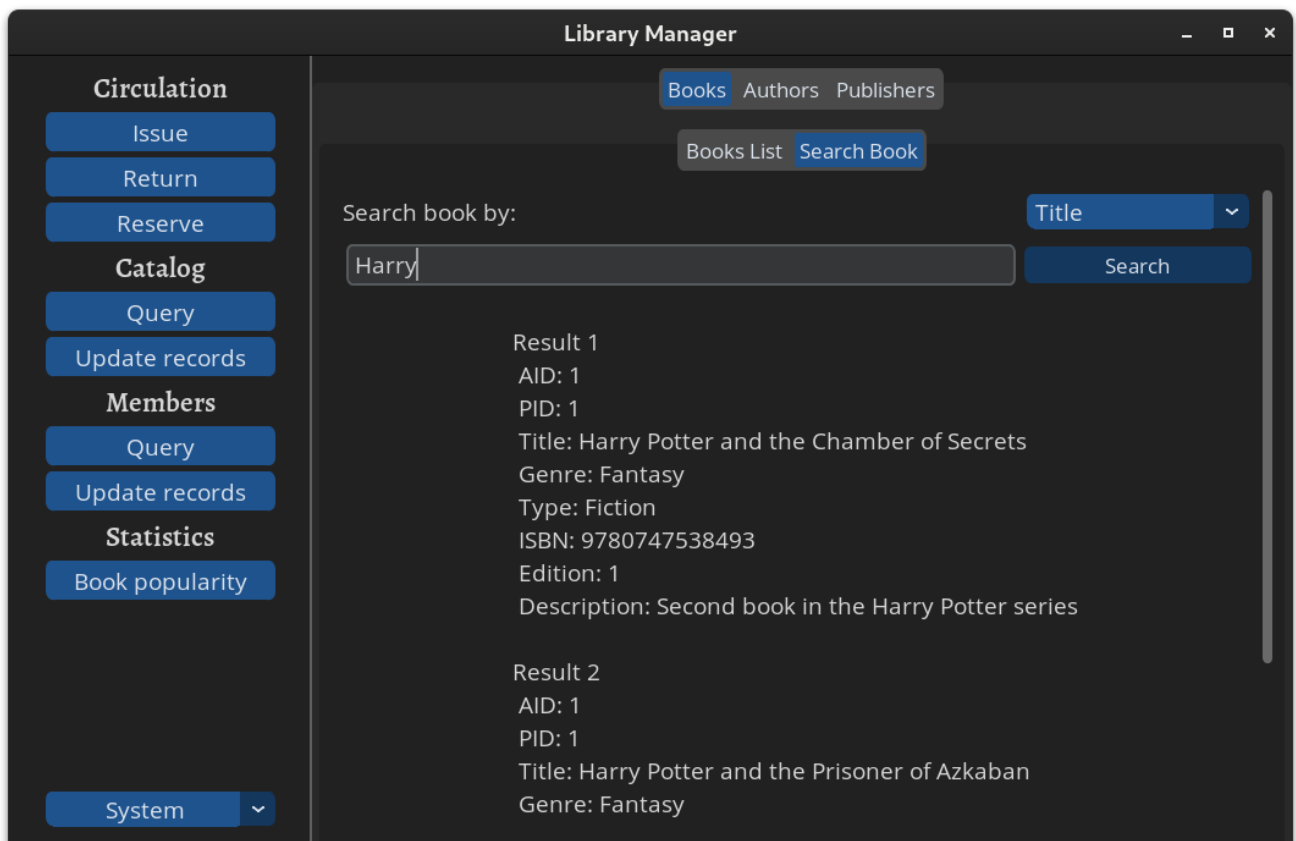 Library Manager
Circulation
Issue
Return
Reserve
Catalog
Query
Update records
Members
Query
Update records
Statistics
Book popularity
System
Books Authors Publishers
Books List Search Book
Search book by:
Title
Harry
Search
Result 1
AID: 1
PID: 1
Title: Harry Potter and the Chamber of Secrets
Genre: Fantasy
Type: Fiction
ISBN: 9780747538493
Edition: 1
Description: Second book in the Harry Potter series
Result 2
AID: 1
PID: 1
Title: Harry Potter and the Prisoner of Azkaban
Genre: Fantasy